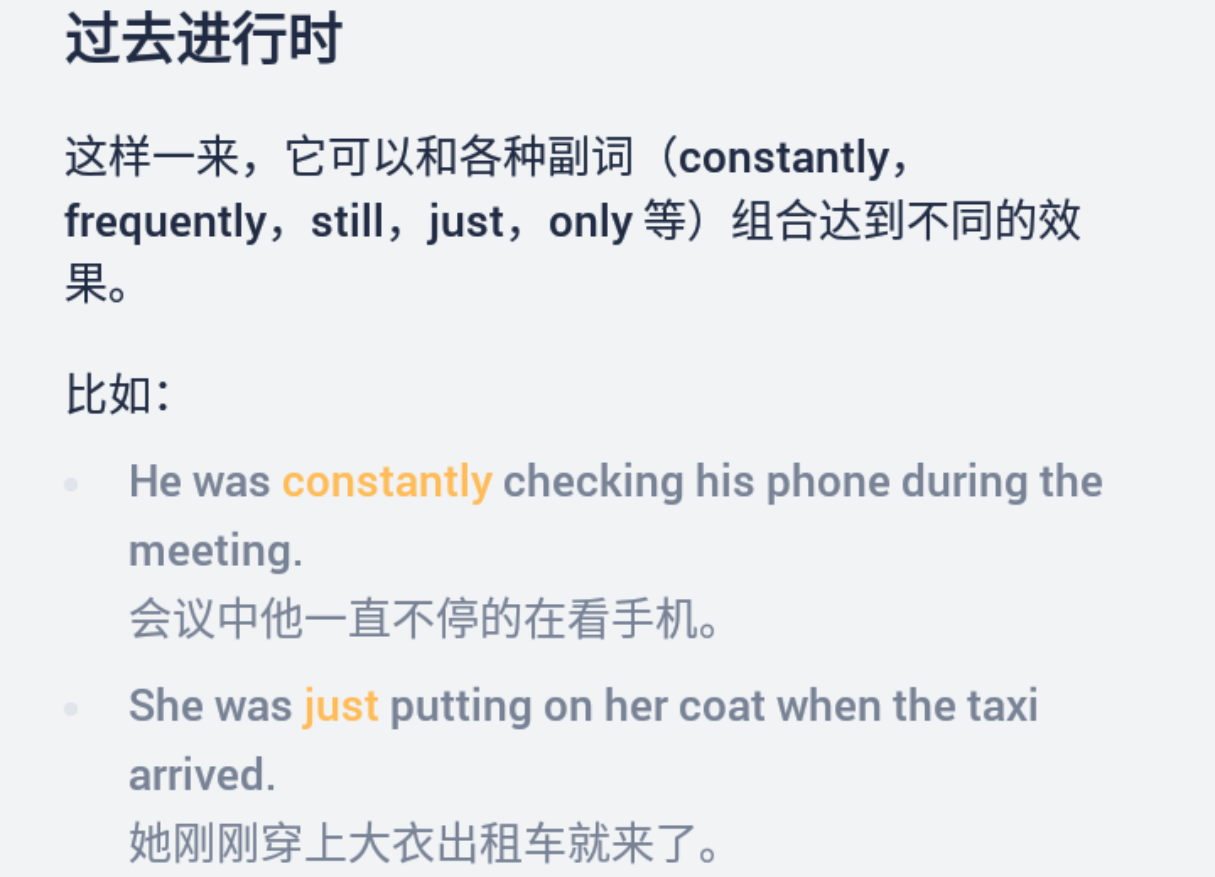 过去进行时
这样一来，它可以和各种副词（constantly，
frequently，still，just，only 等）组合达到不同的效
果。
比如：
He was constantly checking his phone during the
meeting.
会议中他一直不停的在看手机。
She was just putting on her coat when the taxi
arrived.
她刚刚穿上大衣出租车就来了。